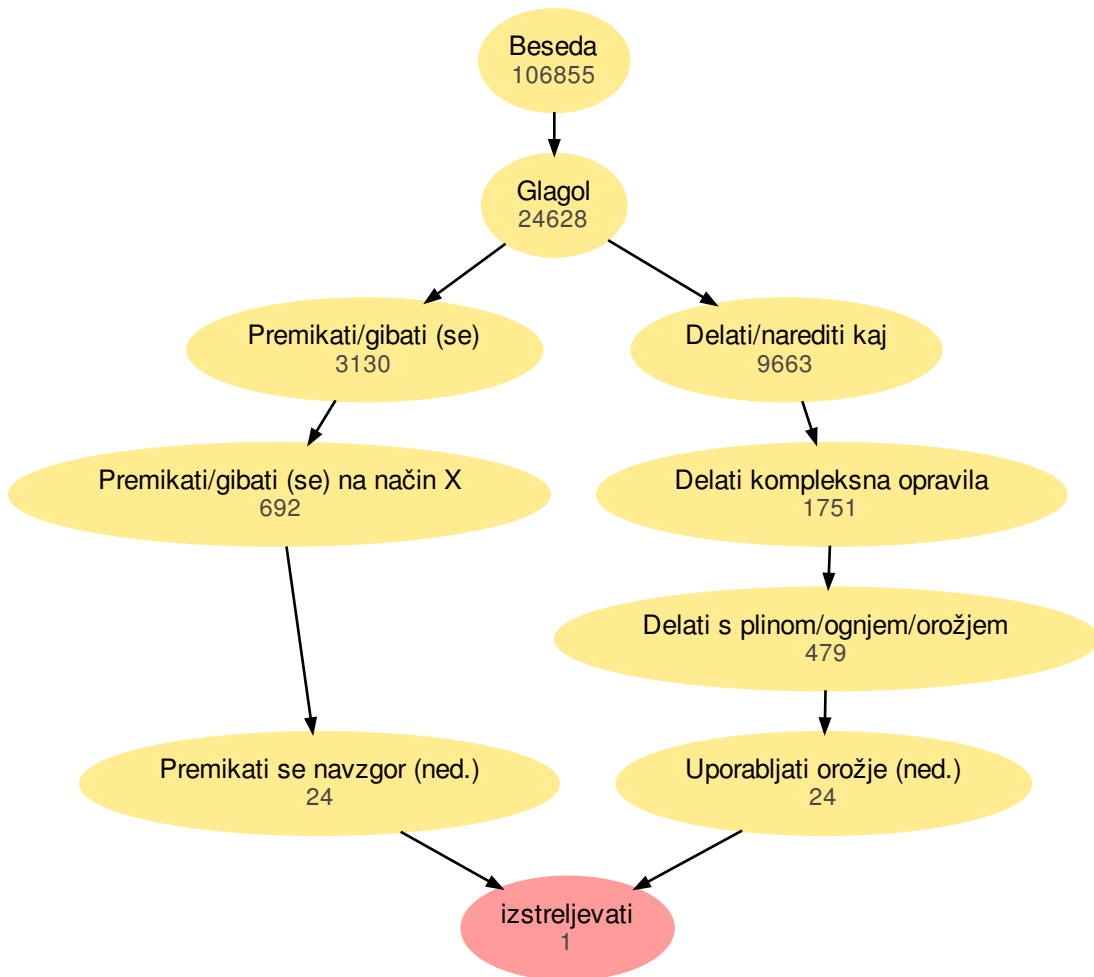 Beseda
106855
Glagol
24628
Premikati/gibati (se)
3130
Delati/narediti kaj
9663
Premikati/gibati (se) na način X
692
Delati kompleksna opravila
1751
Delati s plinom/ognjem/orožjem
479
Premikati se navzgor (ned.)
24
Uporabljati orožje (ned.)
24
izstreljevati
1